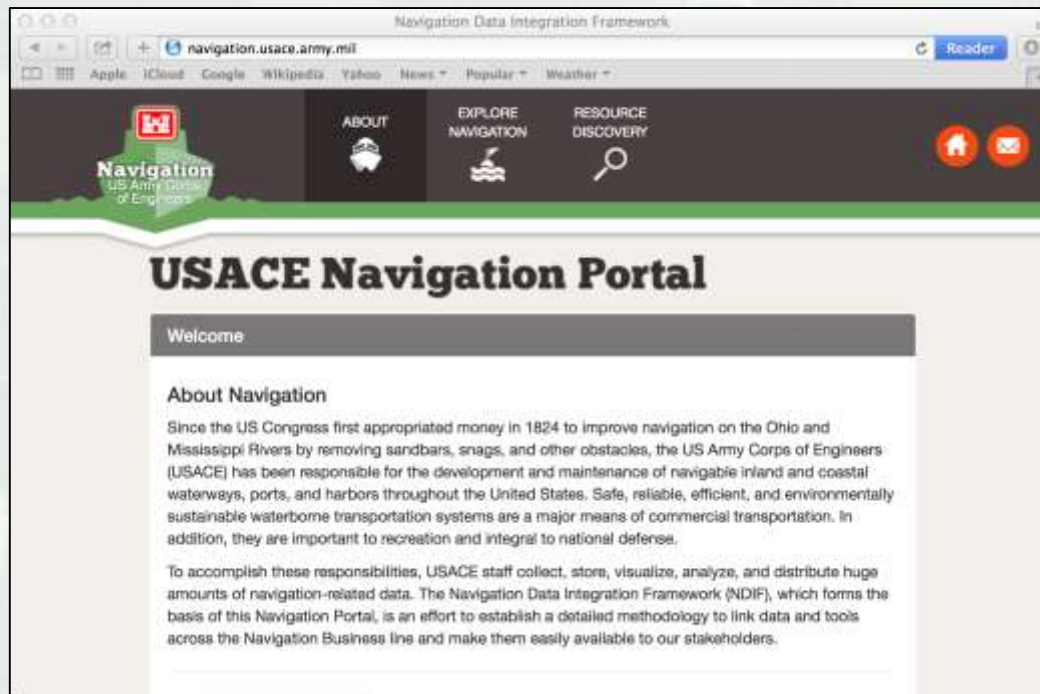 Navigation Data Integration Framework
navigation.usace.army.mil
Reader
Apple iCloud Google Wikipedia Yahoo News Popular Weather
ABOUT
EXPLORE
NAVIGATION
RESOURCE
DISCOVERY
Navigation
US Army Corps
of Engineers
USACE Navigation Portal
Welcome
About Navigation
Since the US Congress first appropriated money in 1824 to improve navigation on the Ohio and
Mississippi Rivers by removing sandbars, snags, and other obstacles, the US Army Corps of Engineers
(USACE) has been responsible for the development and maintenance of navigable inland and coastal
waterways, ports, and harbors throughout the United States. Safe, reliable, efficient, and environmentally
sustainable waterborne transportation systems are a major means of commercial transportation. In
addition, they are important to recreation and integral to national defense.
To accomplish these responsibilities, USACE staff collect, store, visualize, analyze, and distribute huge
amounts of navigation-related data. The Navigation Data Integration Framework (NDIF), which forms the
basis of this Navigation Portal, is an effort to establish a detailed methodology to link data and tools
across the Navigation Business line and make them easily available to our stakeholders.